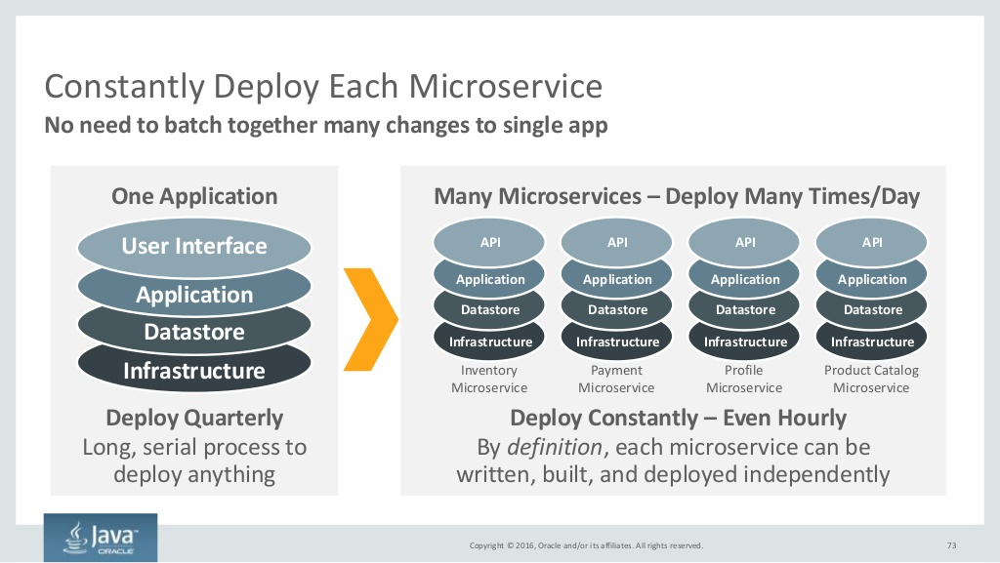 Constantly Deploy Each Microservice
No need to batch together many changes to single app
One Application
User Interface
Application
Datastore
Infrastructure
Deploy Quarterly
Long, serial process to
deploy anything
Many Microservices – Deploy Many Times/Day
API API API API
Application Application Application Application
Datastore Datastore Datastore Datastore
Infrastructure Infrastructure Infrastructure Infrastructure
Inventory Payment Profile Product Catalog
Microservice Microservice Microservice Microservice
Deploy Constantly – Even Hourly
By definition, each microservice can be
written, built, and deployed independently
Java™
ORACLE
Copyright © 2016, Oracle and/or its affiliates. All rights reserved.
73